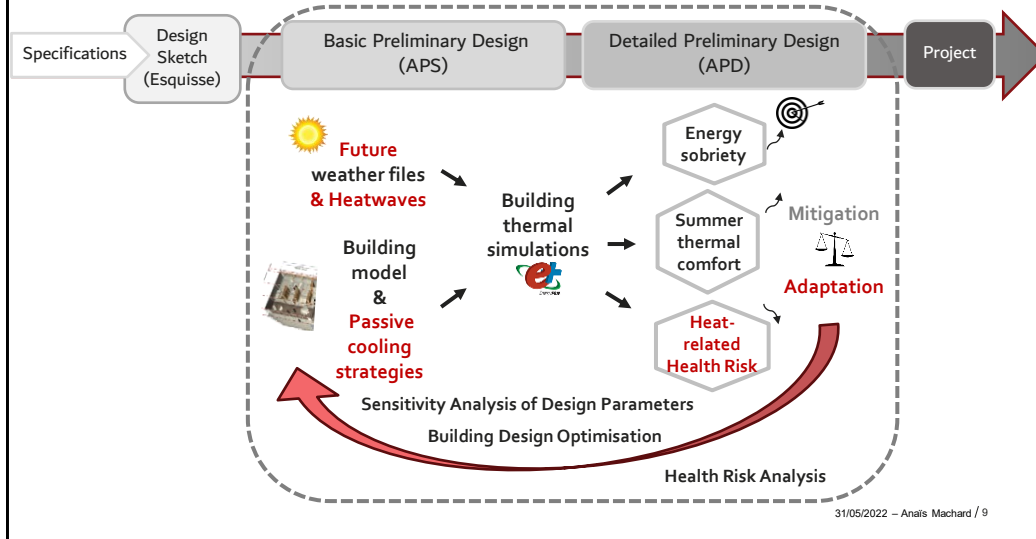 Specifications
Design
Sketch
(Esquisse)
Basic Preliminary Design
(APS)
Detailed Preliminary Design
(APD)
Project
Future
weather files
& Heatwaves
Building
model
&
Passive
cooling
strategies
Building
thermal
simulations
Energy
sobriety
Summer
thermal
comfort
Heat-
related
Health Risk
Mitigation
Adaptation
Sensitivity Analysis of Design Parameters
Building Design Optimisation
Health Risk Analysis
31/05/2022 – Anaïs Machard / 9